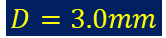 D = 3.0mm